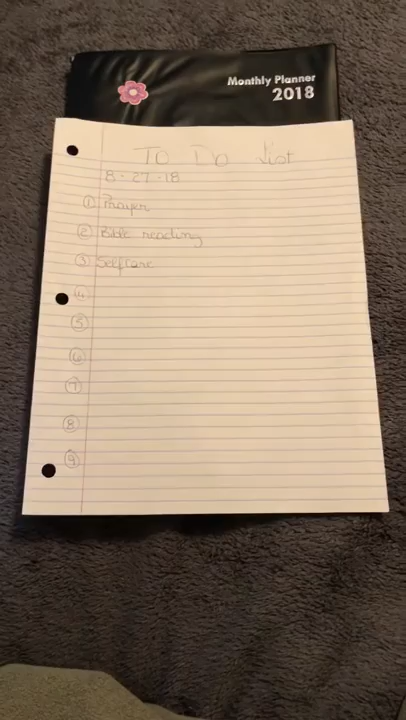 Monthly Planner
2018
To Do List
8-27-18
① Prayer
② Bible reading
③ Selfcare
④
⑤
⑥
⑦
⑧
⑨